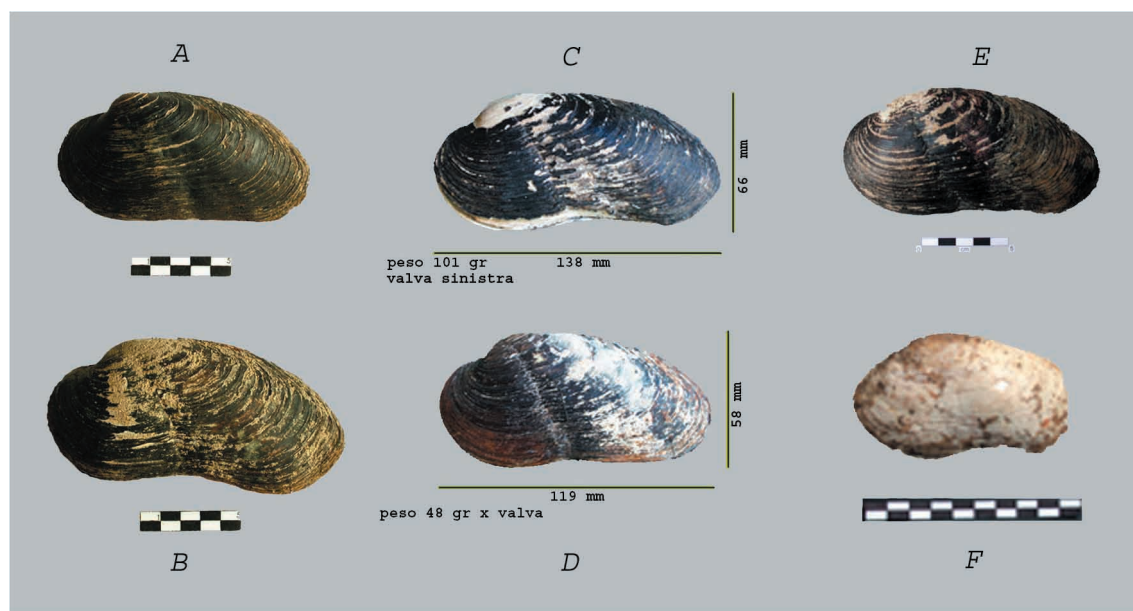 A
C
E
66 mm
peso 101 gr
138 mm
valva sinistra
B
D
F
58 mm
119 mm
peso 48 gr x valva